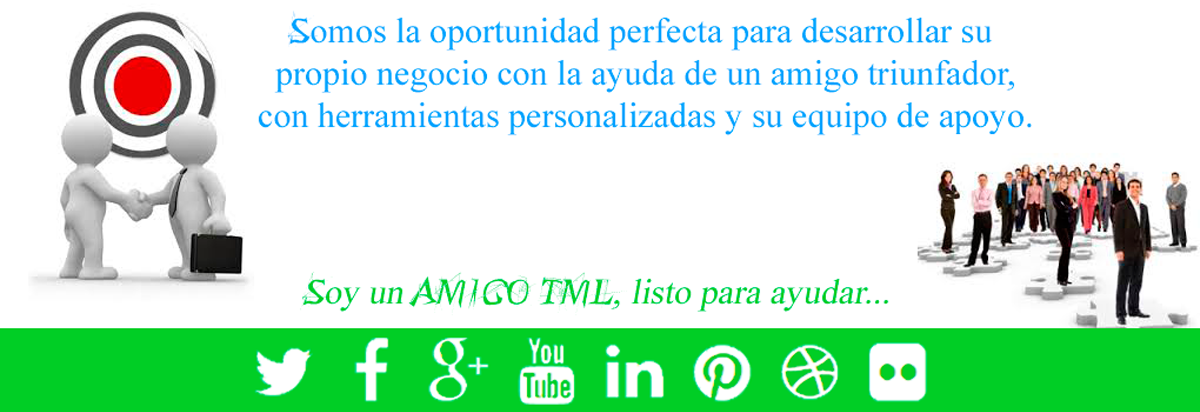 Somos la oportunidad perfecta para desarrollar su
propio negocio con la ayuda de un amigo triunfador,
con herramientas personalizadas y su equipo de apoyo.
Soy un AMIGO TML, listo para ayudar...
You
Tube